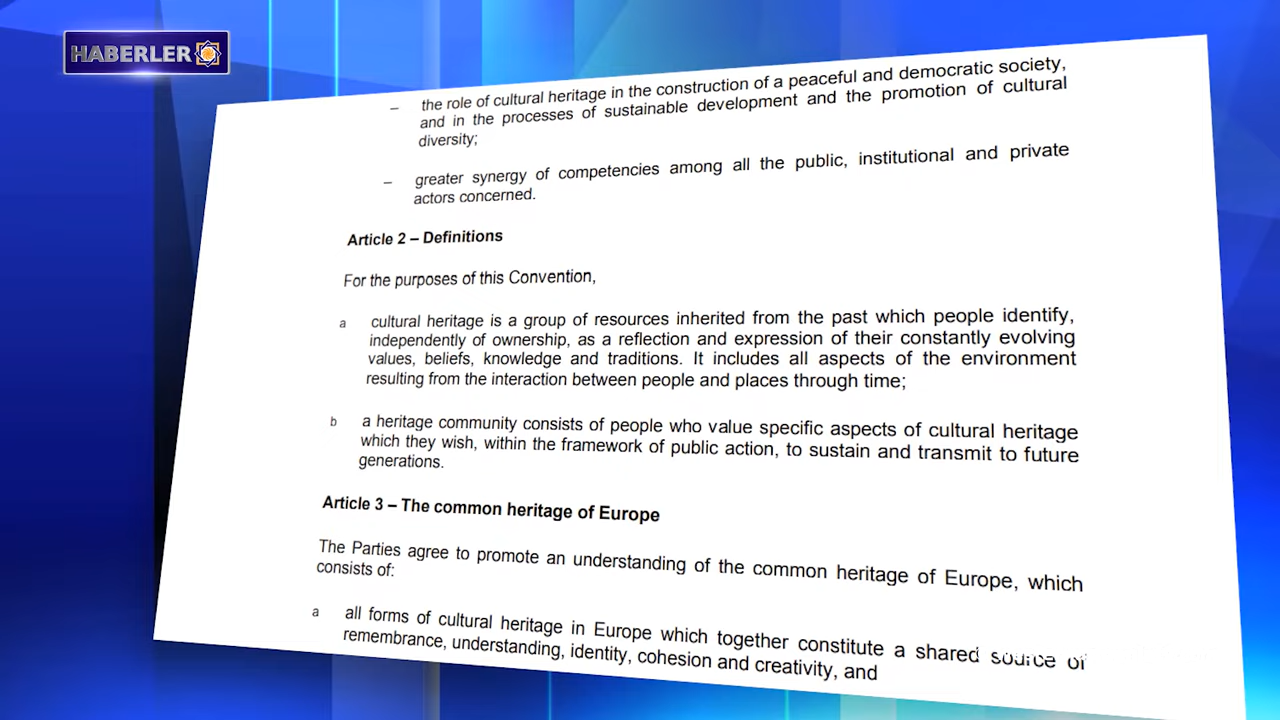 HABERLER
– the role of cultural heritage in the construction of a peaceful and democratic society,
and in the processes of sustainable development and the promotion of cultural
diversity;
– greater synergy of competencies among all the public, institutional and private
actors concerned.
Article 2 – Definitions
For the purposes of this Convention,
a cultural heritage is a group of resources inherited from the past which people identify,
independently of ownership, as a reflection and expression of their constantly evolving
values, beliefs, knowledge and traditions. It includes all aspects of the environment
resulting from the interaction between people and places through time;
b a heritage community consists of people who value specific aspects of cultural heritage
which they wish, within the framework of public action, to sustain and transmit to future
generations.
Article 3 – The common heritage of Europe
The Parties agree to promote an understanding of the common heritage of Europe, which
consists of:
a all forms of cultural heritage in Europe which together constitute a shared source of
remembrance, understanding, identity, cohesion and creativity, and